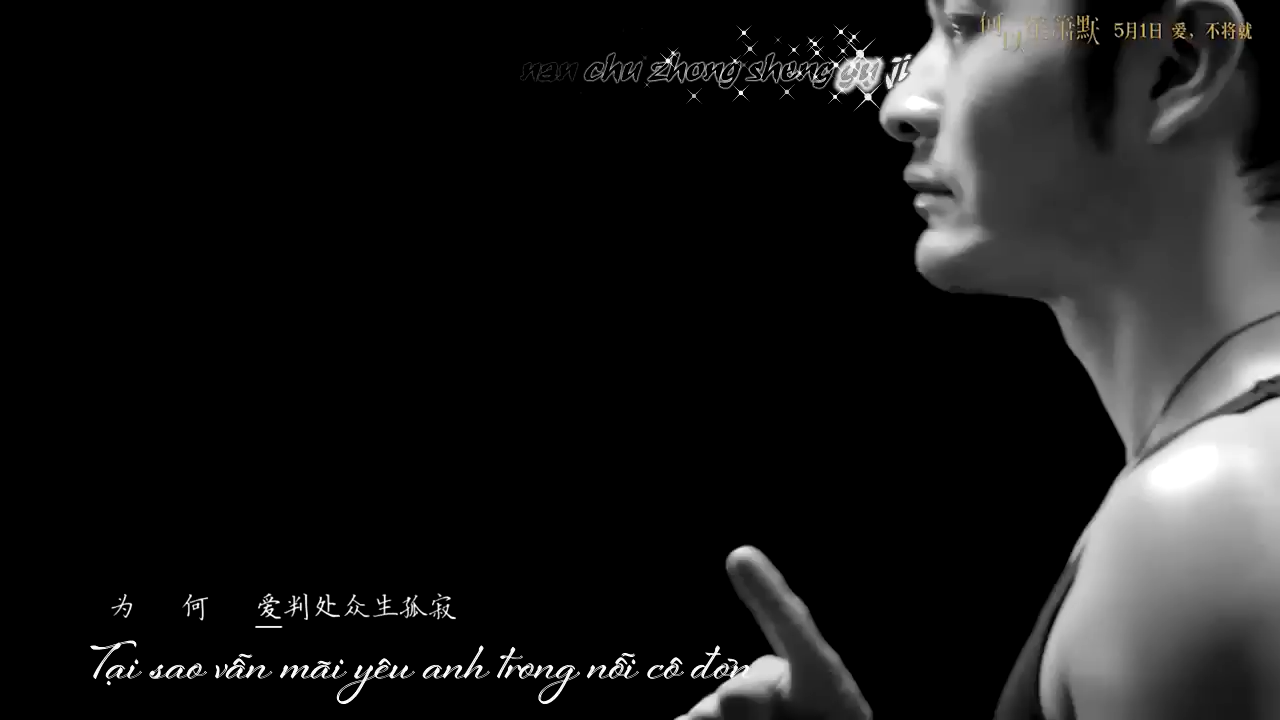 何以笙箫默 5月1日 爱，不将就
nan chu zhong sheng gu ji
为 何 爱判处众生孤寂
Tại sao vẫn mãi yêu anh trong nỗi cô đơn